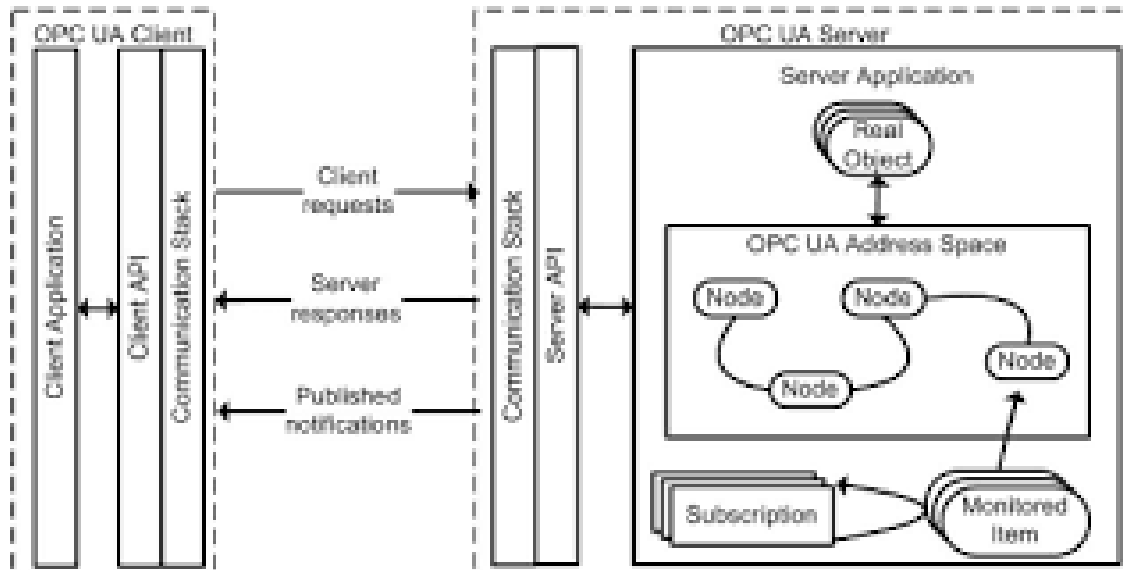 OPC UA Client
Client Application
Client API
Communication Stack
Client
requests
Server
responses
Published
notifications
OPC UA Server
Communication Stack
Server API
Server Application
Real
Object
OPC UA Address Space
Node
Node
Node
Node
Subscription
Monitored
Item